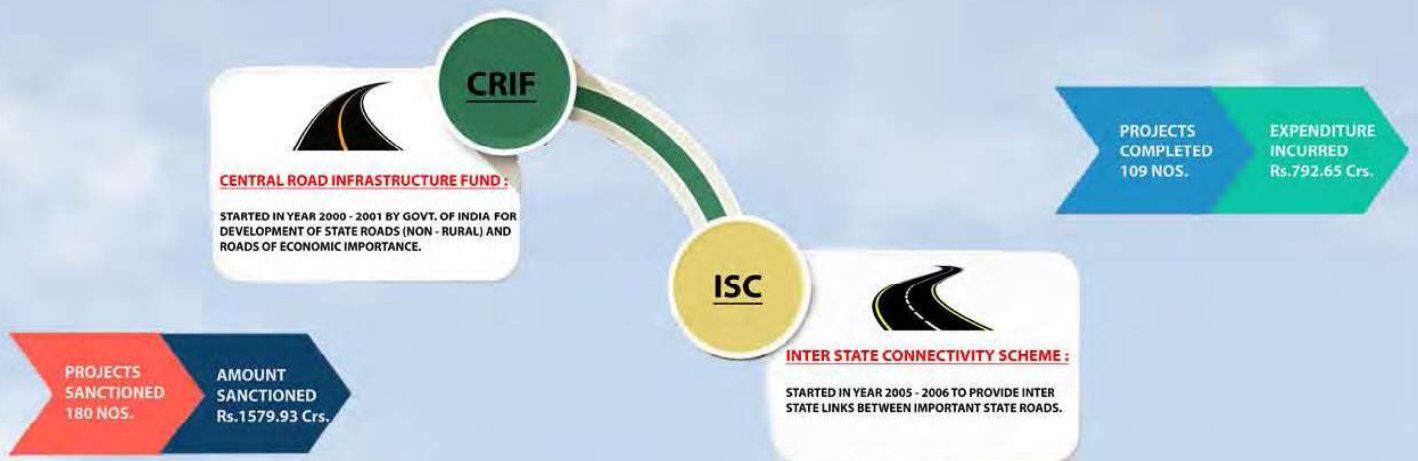 CRIF
CENTRAL ROAD INFRASTRUCTURE FUND :
STARTED IN YEAR 2000 - 2001 BY GOVT. OF INDIA FOR
DEVELOPMENT OF STATE ROADS (NON - RURAL) AND
ROADS OF ECONOMIC IMPORTANCE.
PROJECTS
COMPLETED
109 NOS.
EXPENDITURE
INCURRED
Rs.792.65 Crs.
ISC
INTER STATE CONNECTIVITY SCHEME :
STARTED IN YEAR 2005 - 2006 TO PROVIDE INTER
STATE LINKS BETWEEN IMPORTANT STATE ROADS.
PROJECTS
SANCTIONED
180 NOS.
AMOUNT
SANCTIONED
Rs.1579.93 Crs.